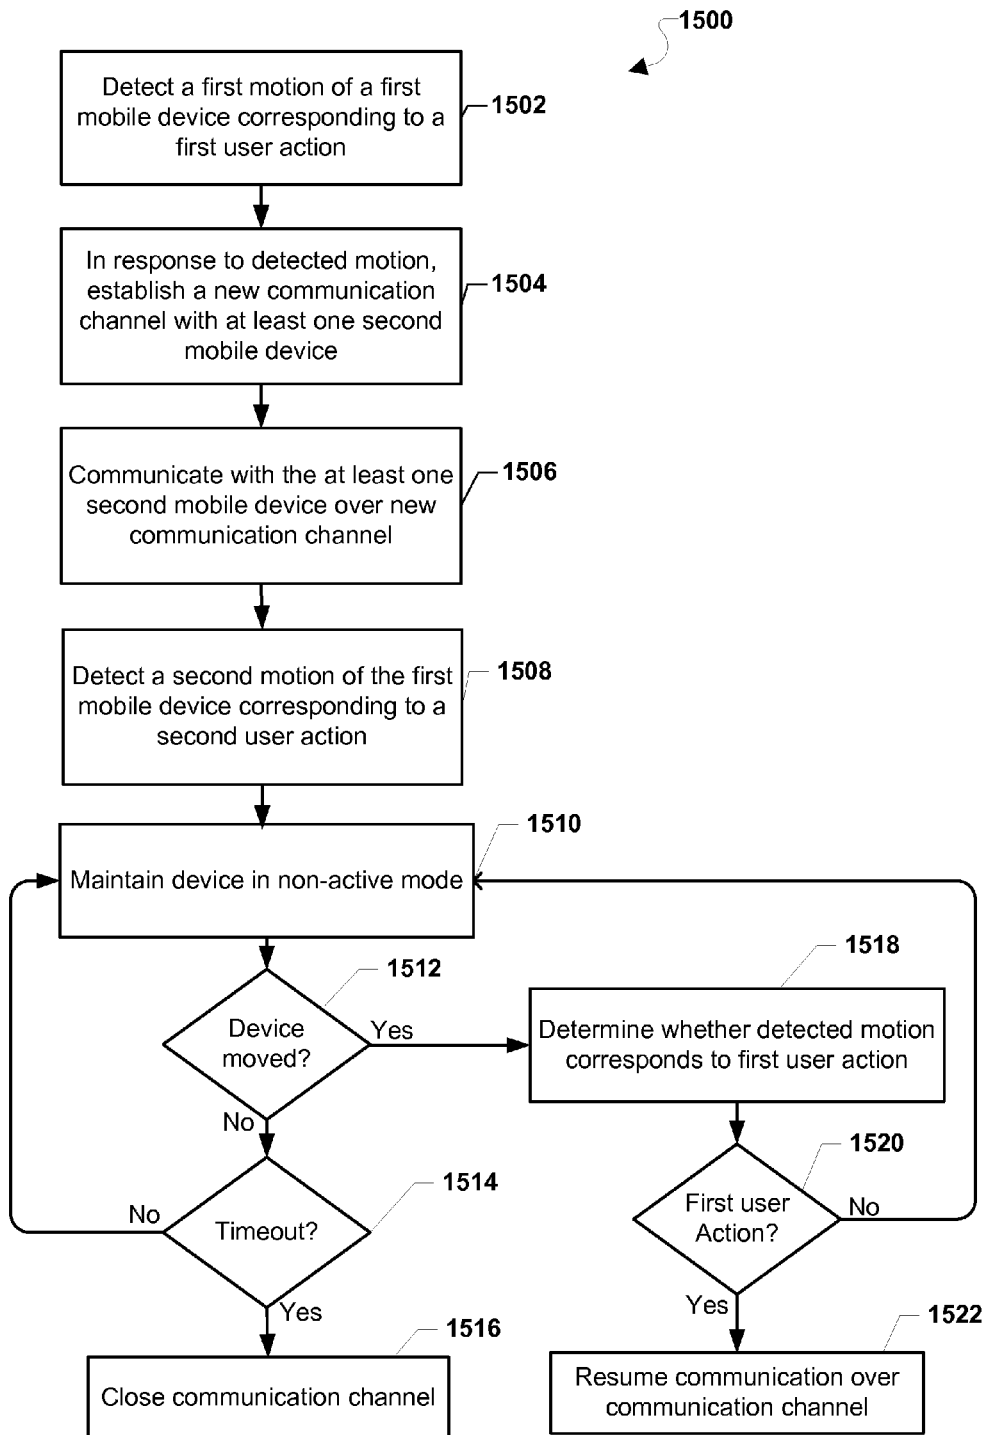 1500
Detect a first motion of a first
mobile device corresponding to a
first user action
1502
In response to detected motion,
establish a new communication
channel with at least one second
mobile device
1504
Communicate with the at least one
second mobile device over new
communication channel
1506
Detect a second motion of the first
mobile device corresponding to a
second user action
1508
Maintain device in non-active mode
1510
Device
moved?
1512
Yes
No
Determine whether detected motion
corresponds to first user action
1518
Timeout?
1514
No
Yes
First user
Action?
1520
No
Yes
Close communication channel
1516
Resume communication over
communication channel
1522